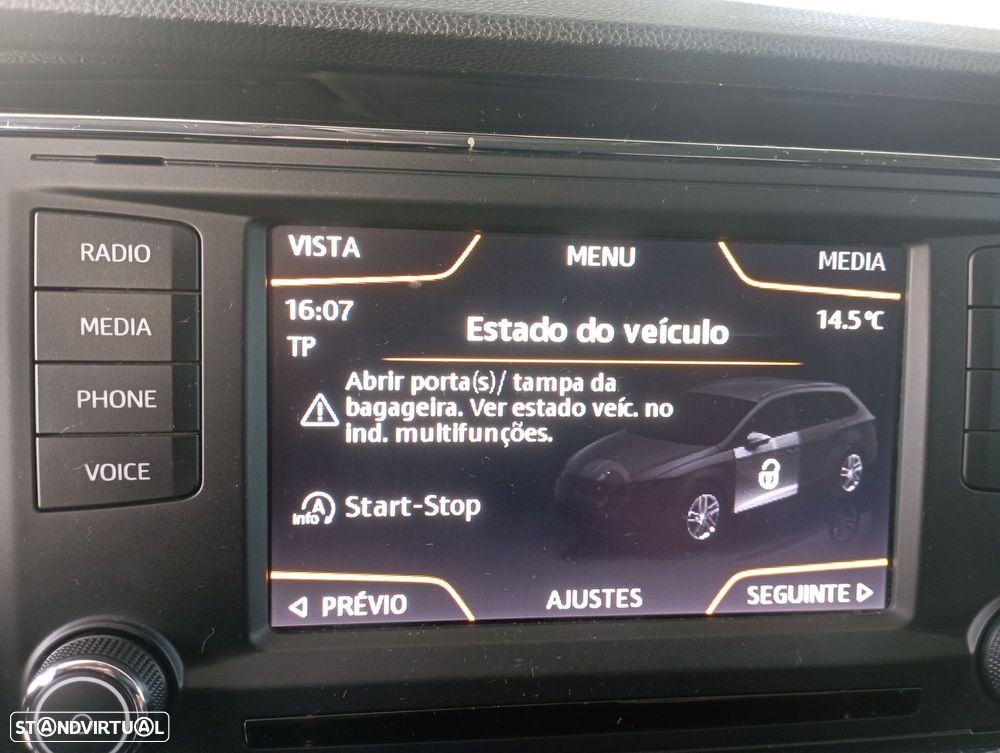 RADIO
MEDIA
PHONE
VOICE
VISTA
MENU
MEDIA
16:07
TP
Estado do veículo
14.5°C
Abrir porta(s)/ tampa da
bagageira. Ver estado veíc. no
ind. multifunções.
A
Info
Start-Stop
PRÉVIO
AJUSTES
SEGUINTE
STANDVIRTUAL